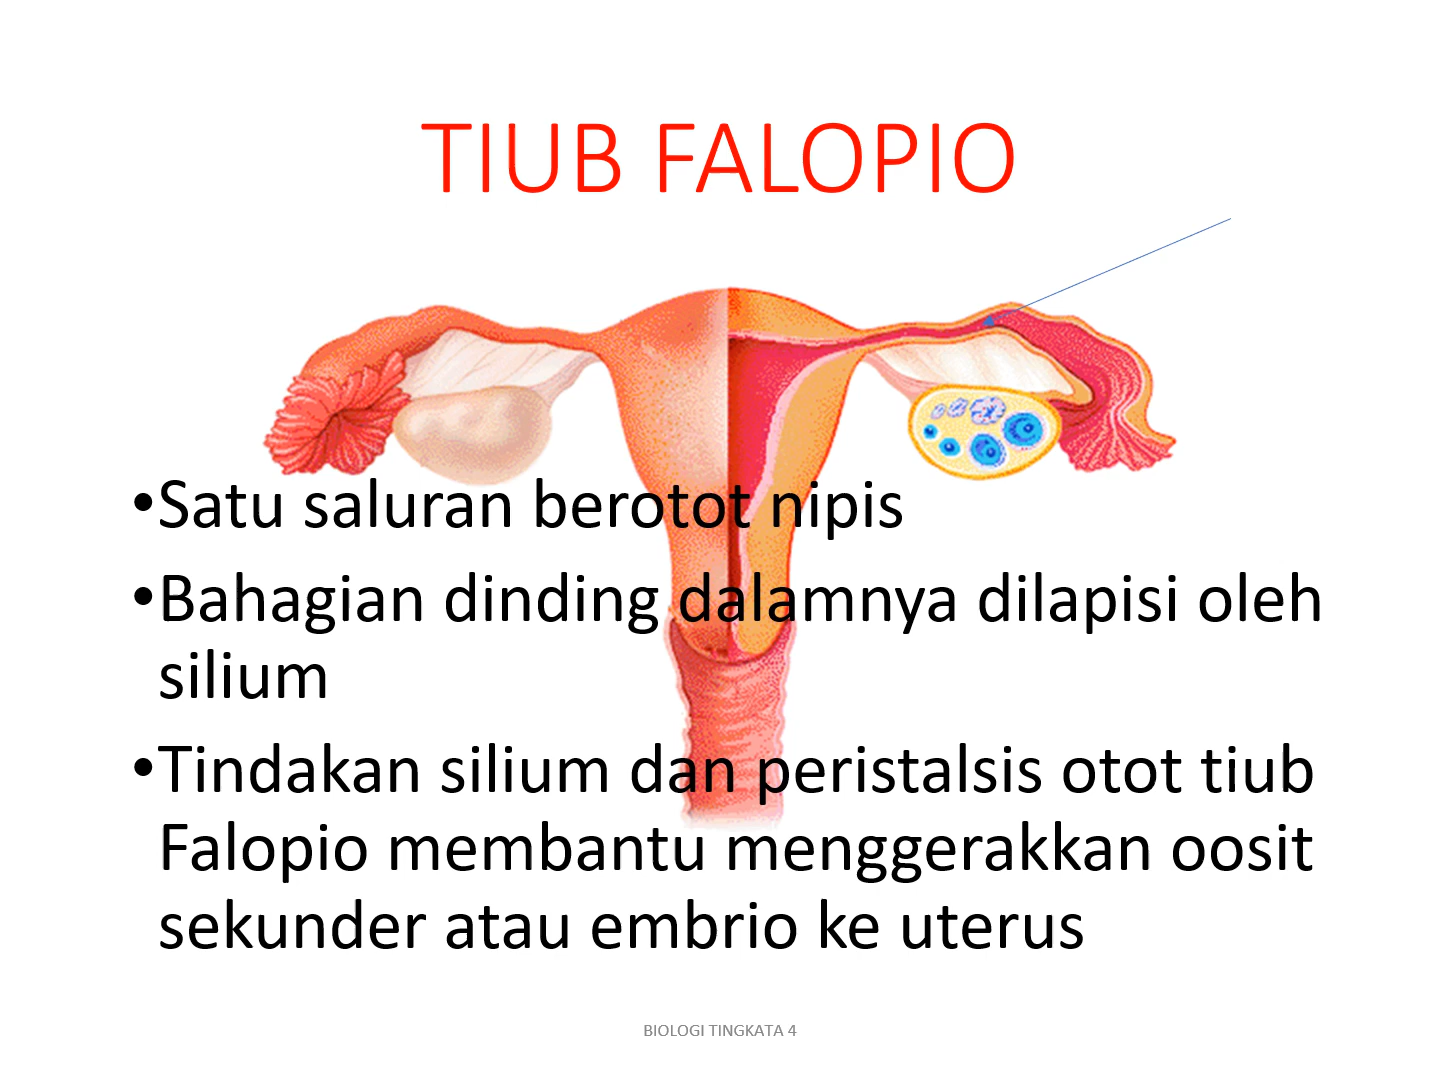 TIUB FALOPIO
•Satu saluran berotot nipis
•Bahagian dinding dalamnya dilapisi oleh
silium
•Tindakan silium dan peristalsis otot tiub
Falopio membantu menggerakkan oosit
sekunder atau embrio ke uterus
BIOLOGI TINGKATA 4